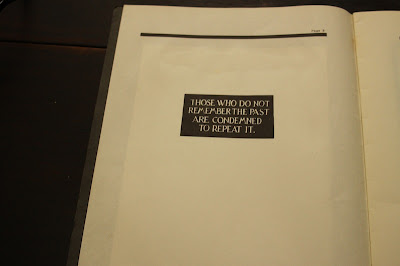 THOSE WHO DO NOT
REMEMBER THE PAST
ARE CONDEMNED
TO REPEAT IT.